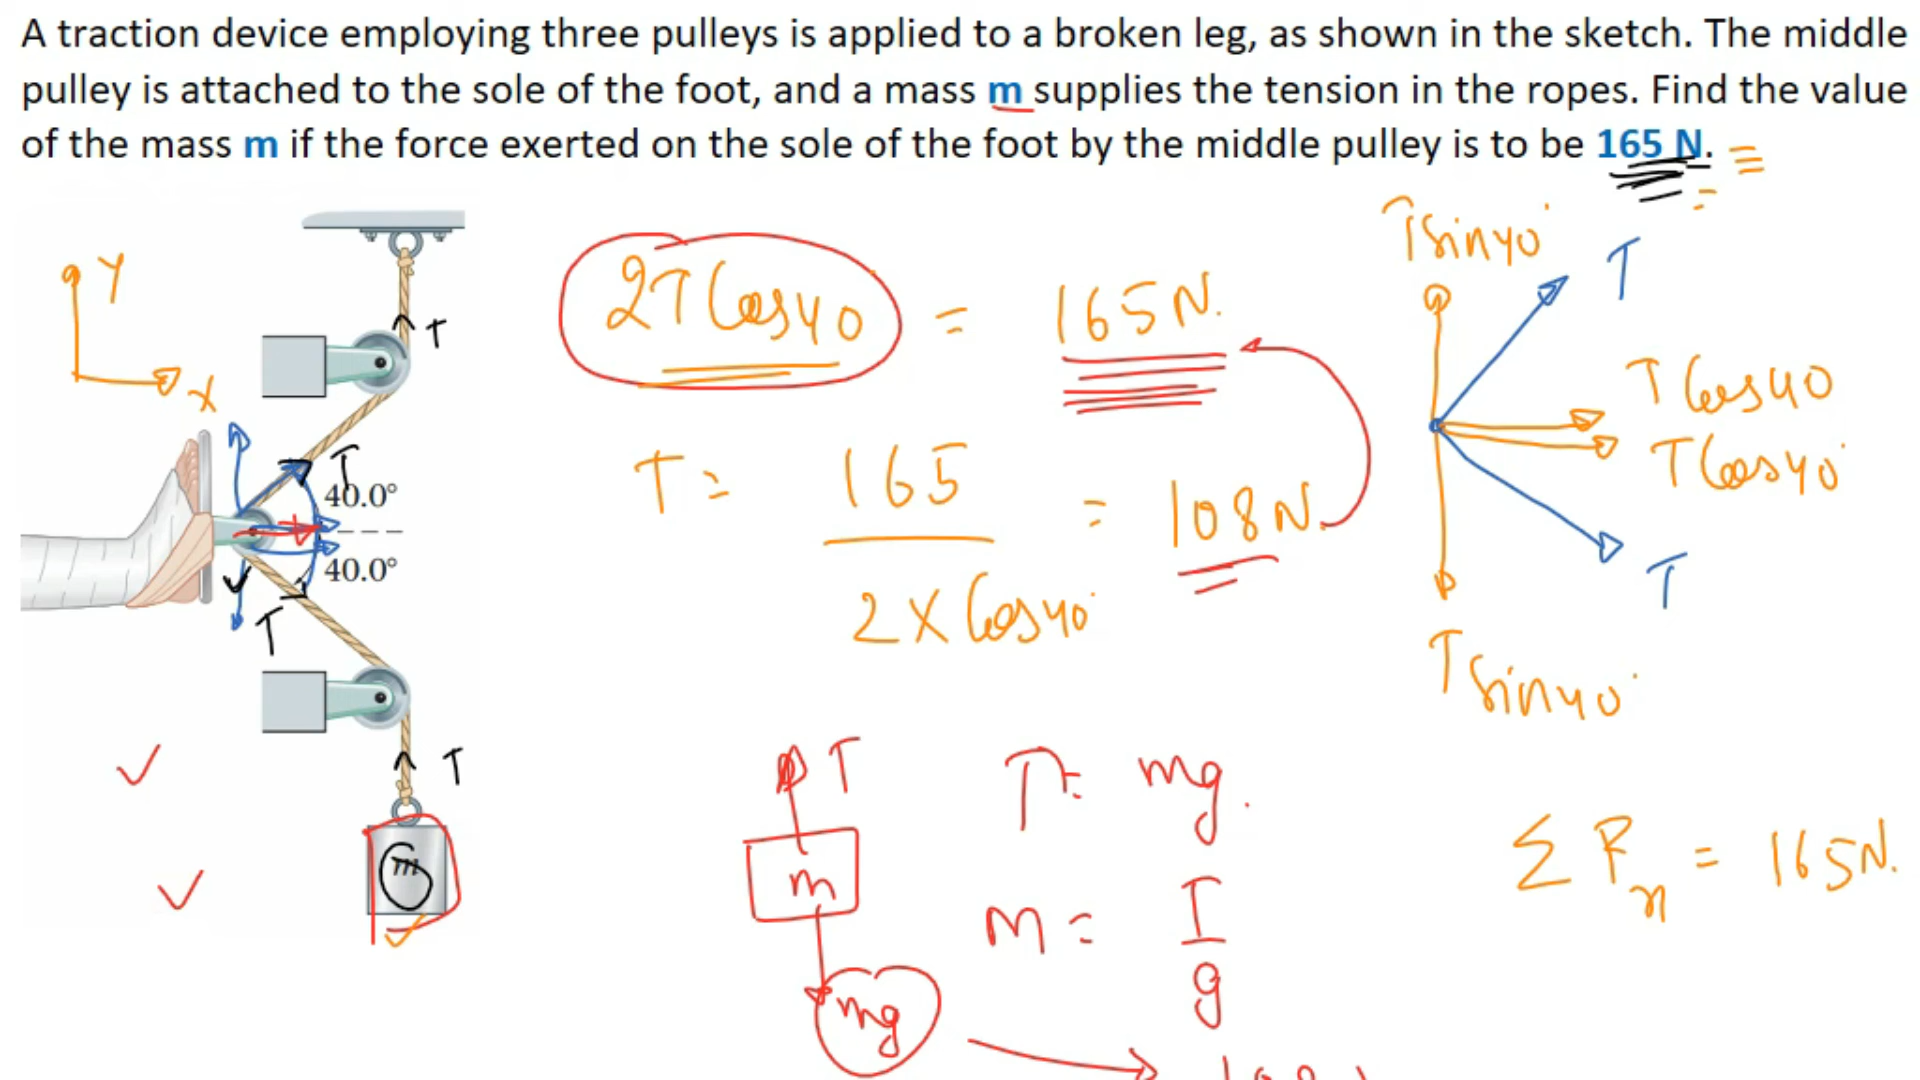 A traction device employing three pulleys is applied to a broken leg, as shown in the sketch. The middle
pulley is attached to the sole of the foot, and a mass m supplies the tension in the ropes. Find the value
of the mass m if the force exerted on the sole of the foot by the middle pulley is to be 165 N.
Y
X
T
T
40.0°
40.0°
T
T
m
2T Cos40 = 165N.
T = 165
2 X Cos40
= 108N.
T
m
mg
T = mg.
m = T
g
Tsin40
T
T Cos40
T Cos40
T
T sin40
Σ Fx = 165N.